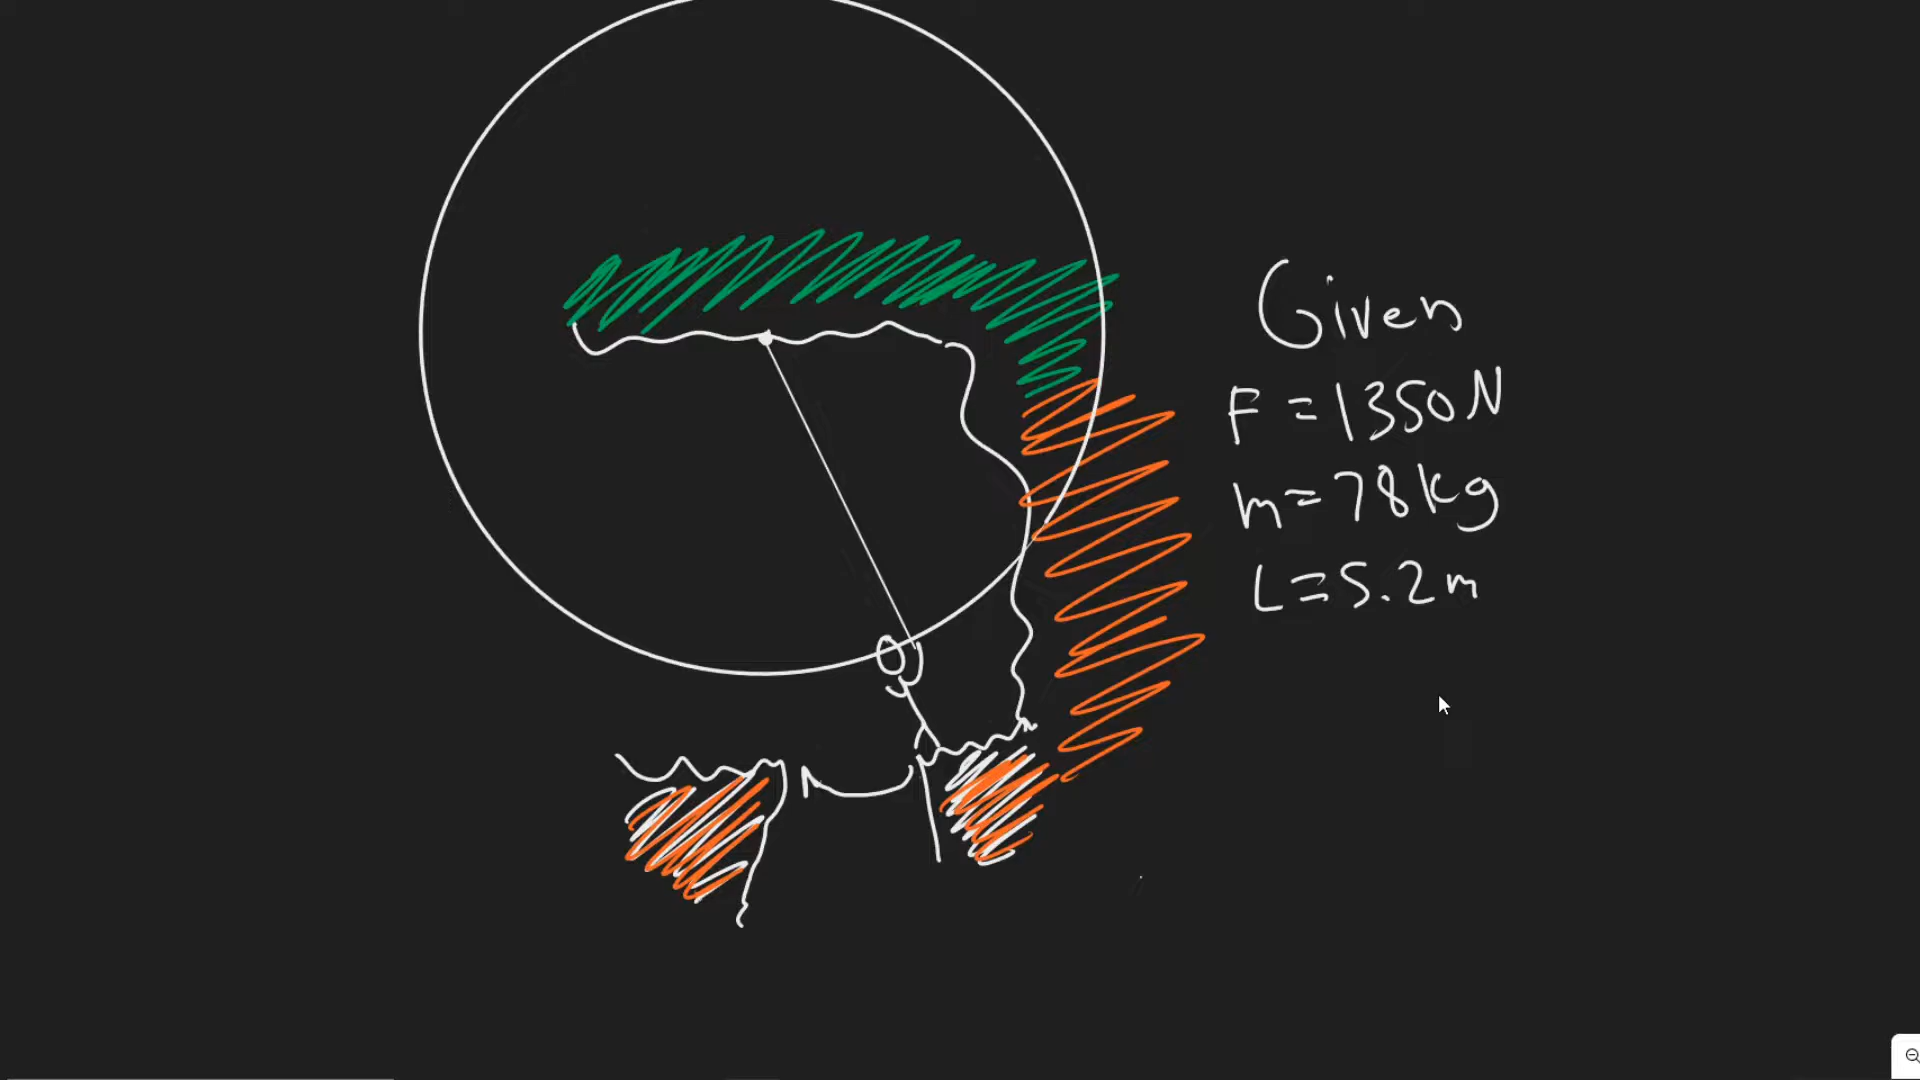 Given
F = 1350N
m = 78kg
L = 5.2m